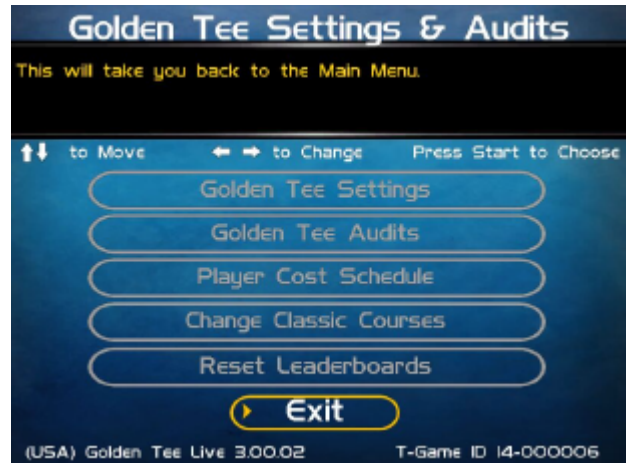 Golden Tee Settings & Audits
This will take you back to the Main Menu.
to Move to Change Press Start to Choose
Golden Tee Settings
Golden Tee Audits
Player Cost Schedule
Change Classic Courses
Reset Leaderboards
Exit
(USA) Golden Tee Live 3.00.02 T-Game ID 14-000006